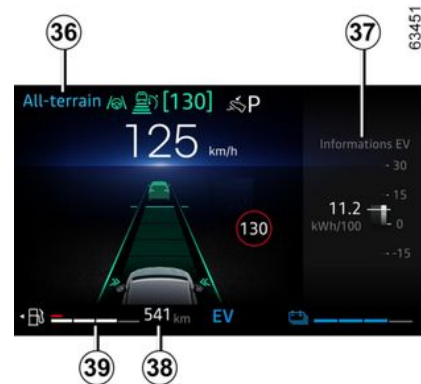 36
37
63451
All-terrain [130] P
125 km/h
Informations EV
30
15
11.2
kWh/100
0
-15
130
541 km
EV
39
38